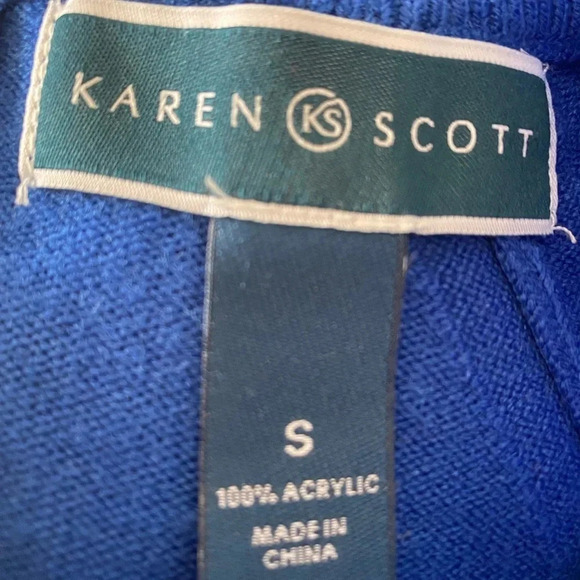 KAREN KS SCOTT
S
100% ACRYLIC
MADE IN
CHINA